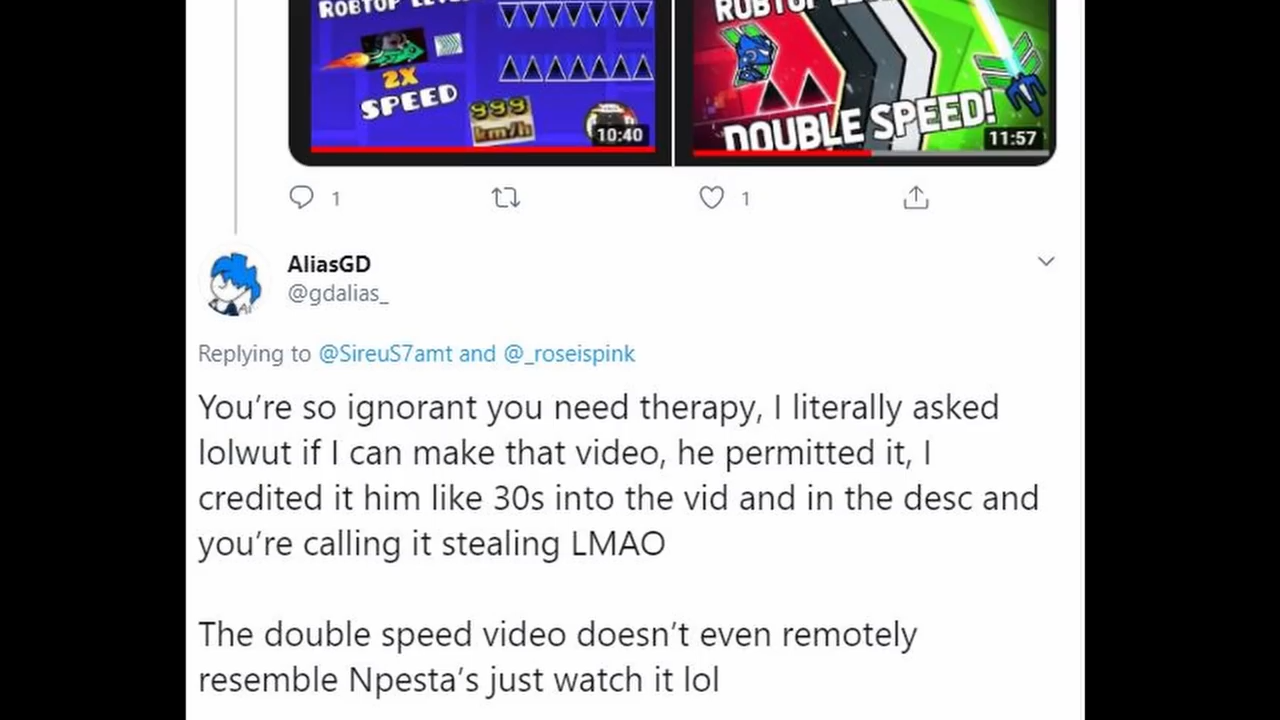 ROBTOP LEVE
2X
SPEED
999
km/h
10:40
ROBTOP LEVE
DOUBLE SPEED!
11:57
1
1
AliasGD
@gdalias_
Replying to @SireuS7amt and @_roseispink
You're so ignorant you need therapy, I literally asked
lolwut if I can make that video, he permitted it, I
credited it him like 30s into the vid and in the desc and
you're calling it stealing LMAO
The double speed video doesn't even remotely
resemble Npesta's just watch it lol